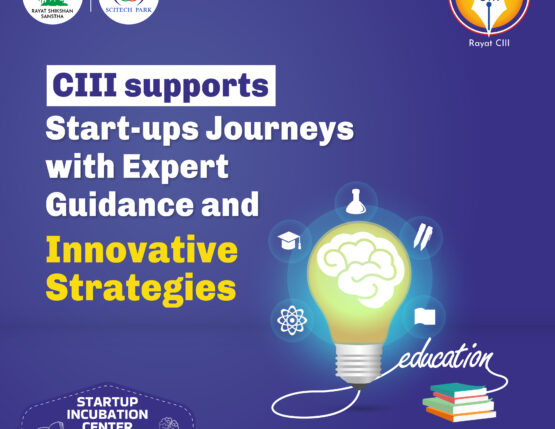 RAYAT SHIKSHAN
SANSTHA
SCITECH PARK
Rayat CIII
CIII supports
Start-ups Journeys
with Expert
Guidance and
Innovative
Strategies
education
STARTUP
INCUBATION
CENTER